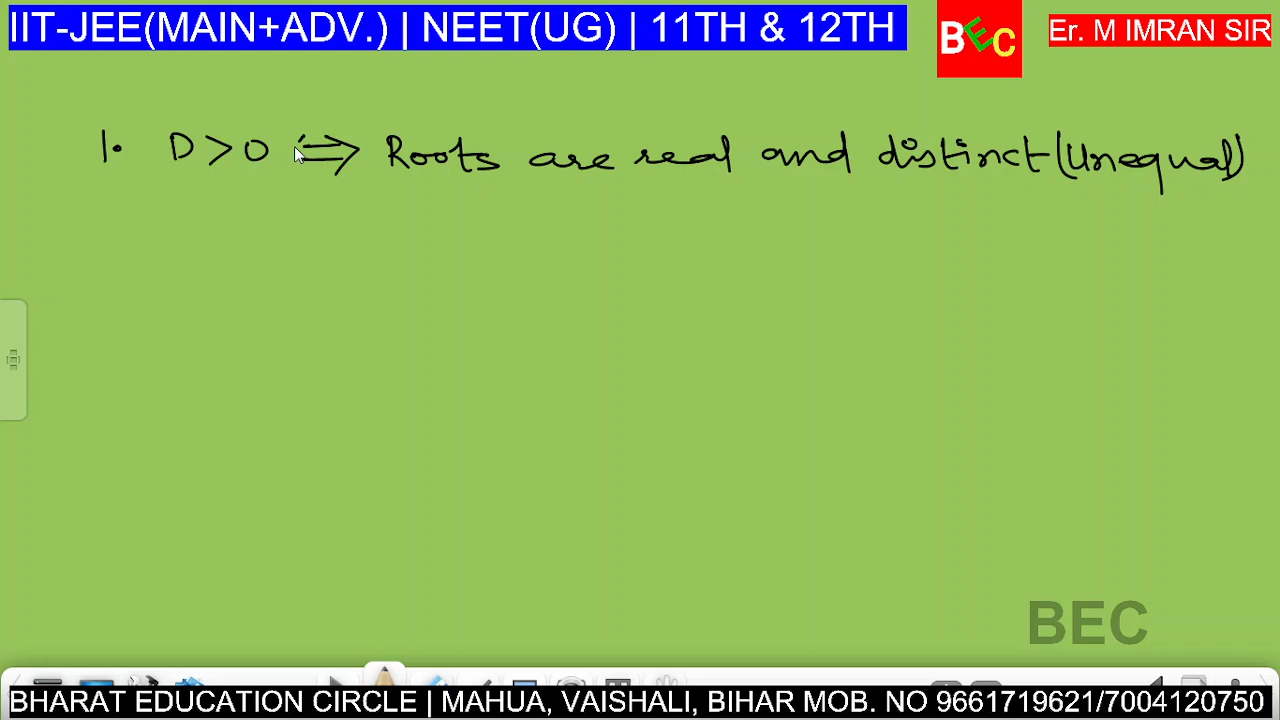 IIT-JEE(MAIN+ADV.) | NEET(UG) | 11TH & 12TH
BEC
Er. M IMRAN SIR
1. D>0 ⇔ Roots are real and distinct (Unequal)
BEC
BHARAT EDUCATION CIRCLE | MAHUA, VAISHALI, BIHAR MOB. NO 9661719621/7004120750